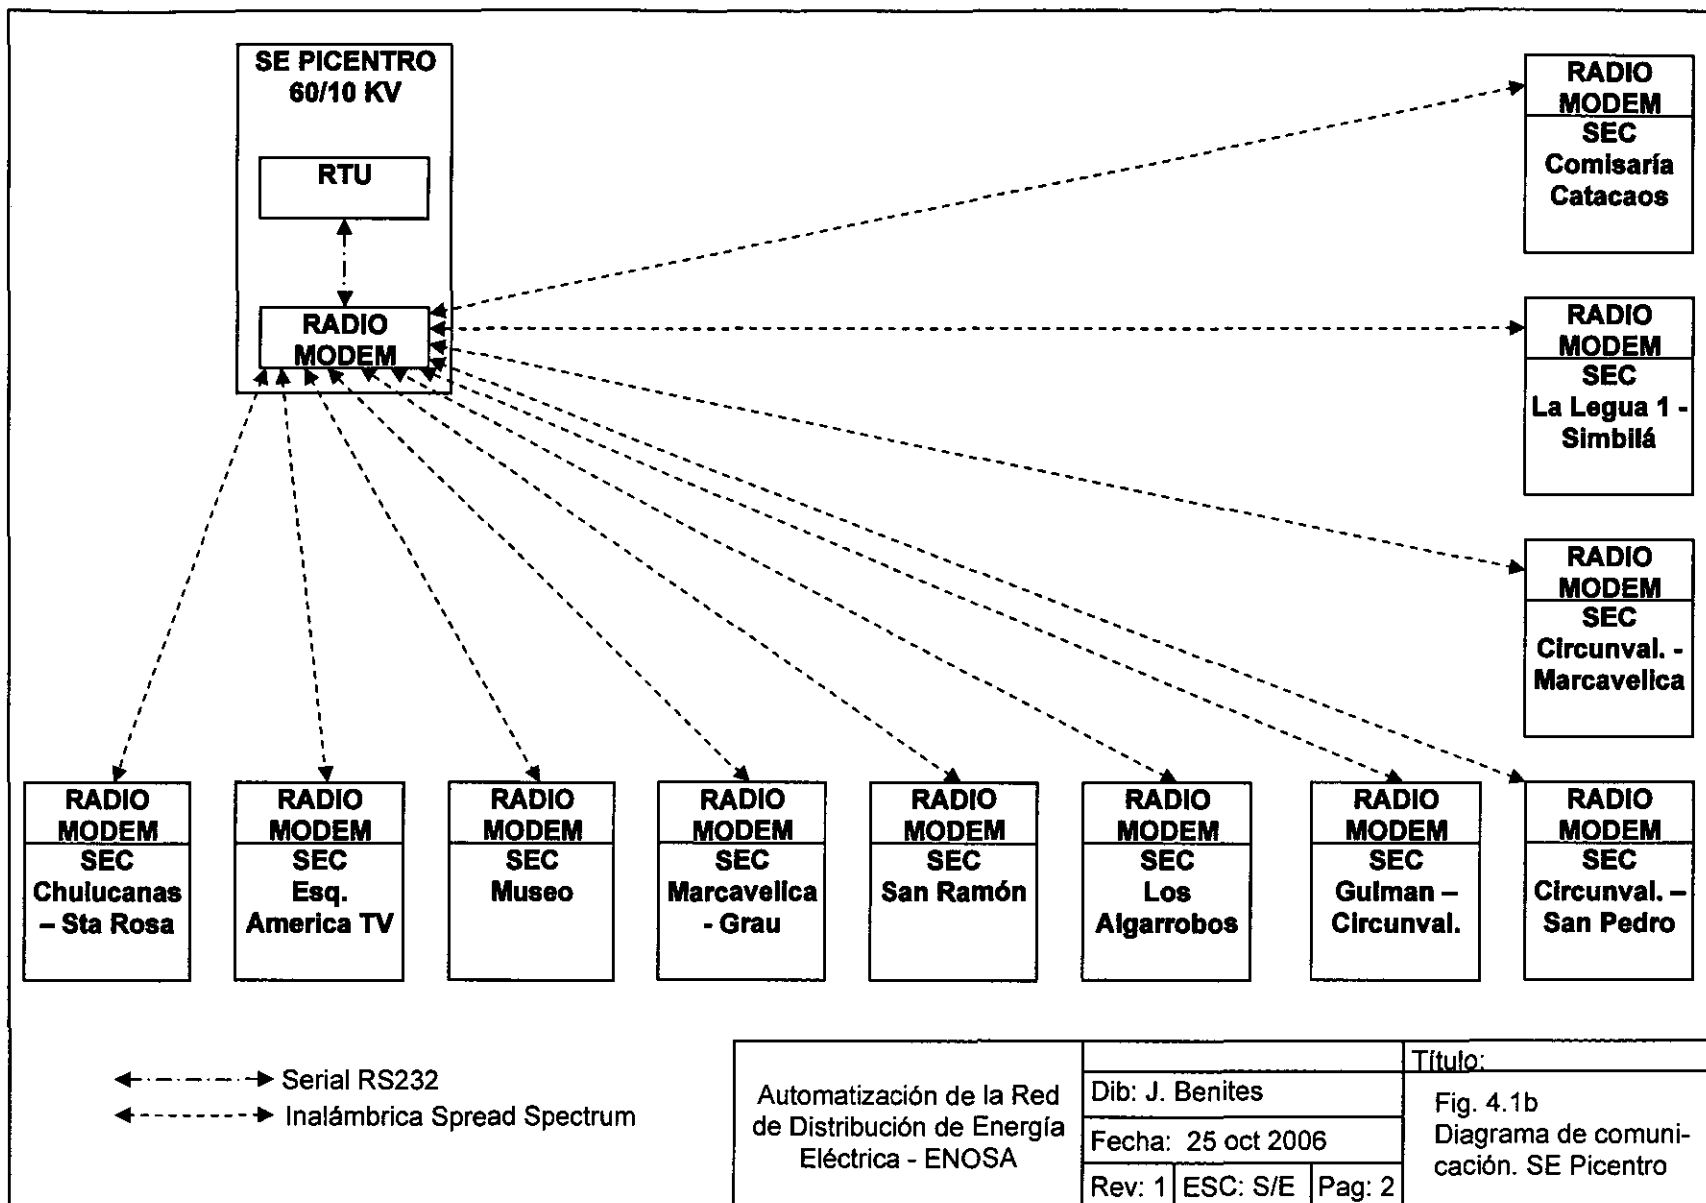 SE PICENTRO
60/10 KV
RTU
RADIO
MODEM
RADIO
MODEM
SEC
Comisaría
Catacaos
RADIO
MODEM
SEC
La Legua 1 -
Simbilá
RADIO
MODEM
SEC
Circunval. -
Marcavelica
RADIO
MODEM
SEC
Chulucanas
– Sta Rosa
RADIO
MODEM
SEC
Esq.
America TV
RADIO
MODEM
SEC
Museo
RADIO
MODEM
SEC
Marcavelica
- Grau
RADIO
MODEM
SEC
San Ramón
RADIO
MODEM
SEC
Los
Algarrobos
RADIO
MODEM
SEC
Gulman –
Circunval.
RADIO
MODEM
SEC
Circunval. –
San Pedro
Serial RS232
Inalámbrica Spread Spectrum
Automatización de la Red
de Distribución de Energía
Eléctrica - ENOSA
Dib: J. Benites
Fecha: 25 oct 2006
Rev: 1 ESC: S/E Pag: 2
Título:
Fig. 4.1b
Diagrama de comuni-
cación. SE Picentro